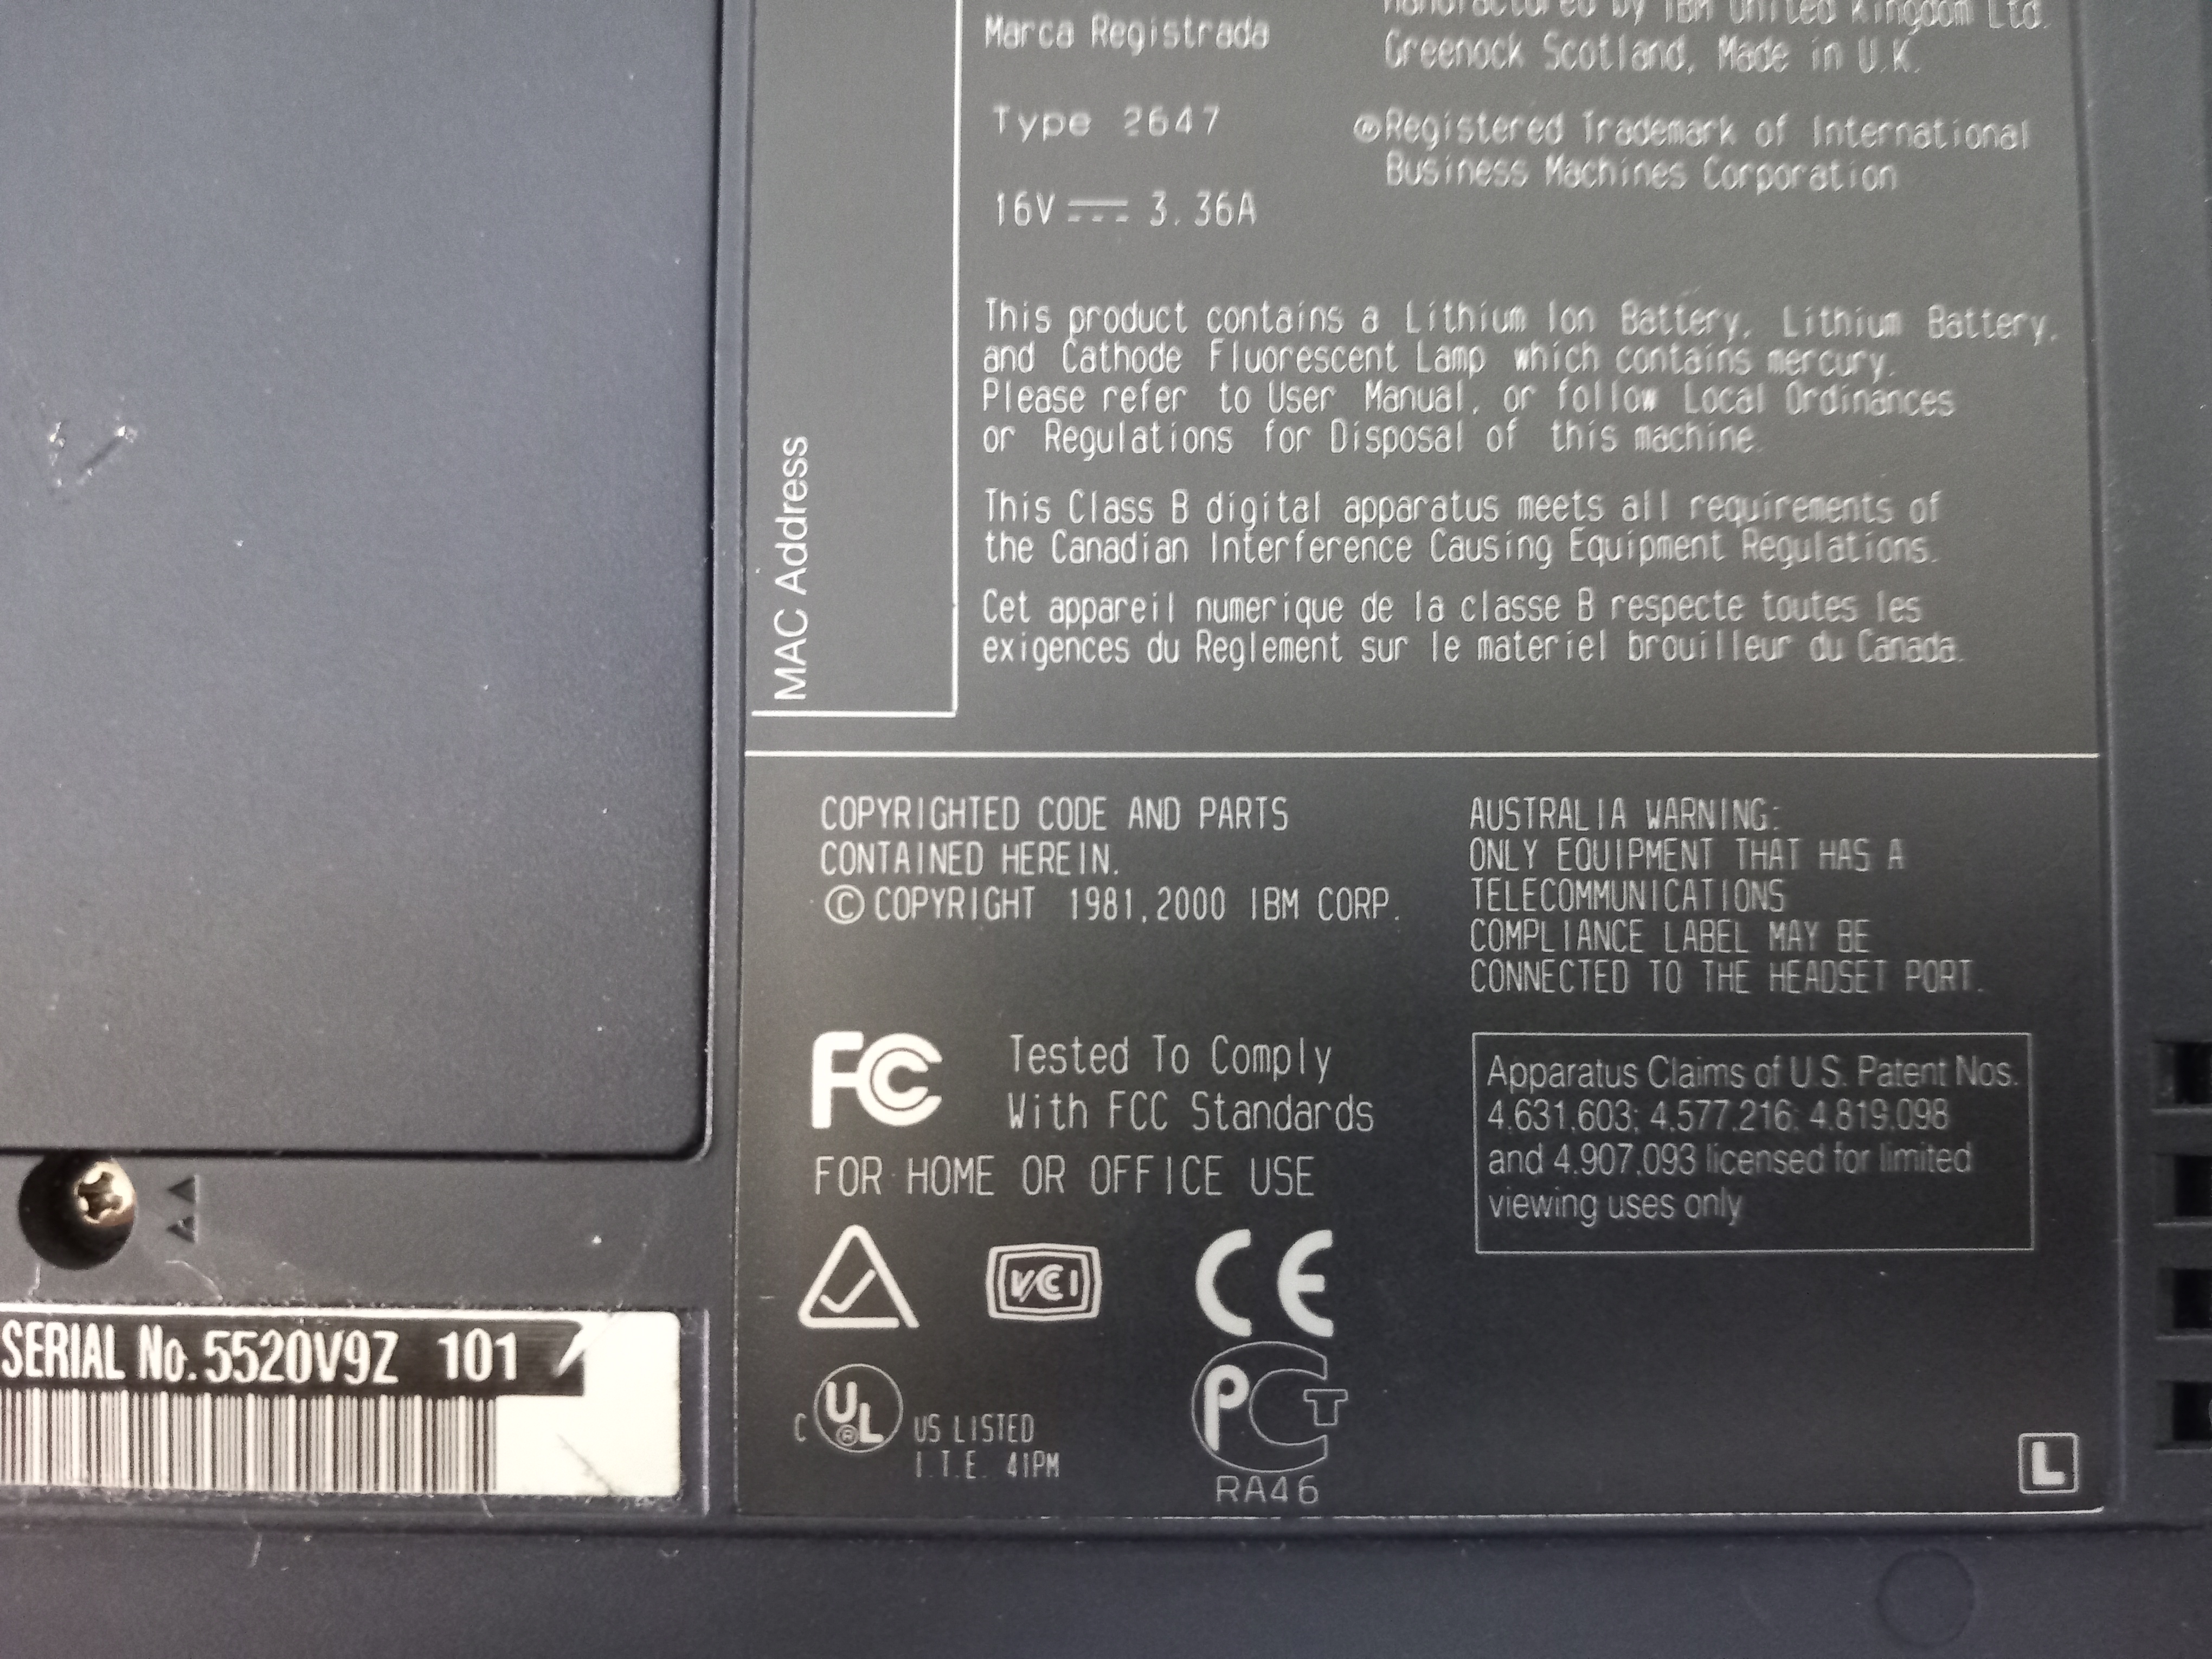 Marca Registrada
Manufactured by IBM United Kingdom Ltd.
Greenock Scotland, Made in U.K.
Type 2647
®Registered Trademark of International
Business Machines Corporation
16V 3.36A
This product contains a Lithium Ion Battery, Lithium Battery,
and Cathode Fluorescent Lamp which contains mercury.
Please refer to User Manual, or follow Local Ordinances
or Regulations for Disposal of this machine.
This Class B digital apparatus meets all requirements of
the Canadian Interference Causing Equipment Regulations.
Cet appareil numerique de la classe B respecte toutes les
exigences du Reglement sur le materiel brouilleur du Canada.
MAC Address
COPYRIGHTED CODE AND PARTS
CONTAINED HEREIN.
© COPYRIGHT 1981,2000 IBM CORP.
AUSTRALIA WARNING:
ONLY EQUIPMENT THAT HAS A
TELECOMMUNICATIONS
COMPLIANCE LABEL MAY BE
CONNECTED TO THE HEADSET PORT.
FC Tested To Comply
With FCC Standards
FOR HOME OR OFFICE USE
Apparatus Claims of U.S. Patent Nos.
4,631,603; 4,577,216; 4,819,098
and 4,907,093 licensed for limited
viewing uses only
VCI
CE
C UL® US LISTED
I.T.E. 41PM
PCT
RA46
L
SERIAL No.5520V9Z 101